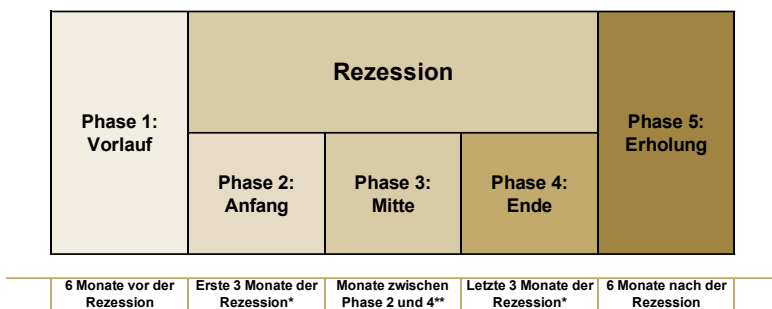 Rezession
Phase 1:
Vorlauf
Phase 5:
Erholung
Phase 2:
Anfang
Phase 3:
Mitte
Phase 4:
Ende
6 Monate vor der
Rezession
Erste 3 Monate der
Rezession*
Monate zwischen
Phase 2 und 4**
Letzte 3 Monate der
Rezession*
6 Monate nach der
Rezession